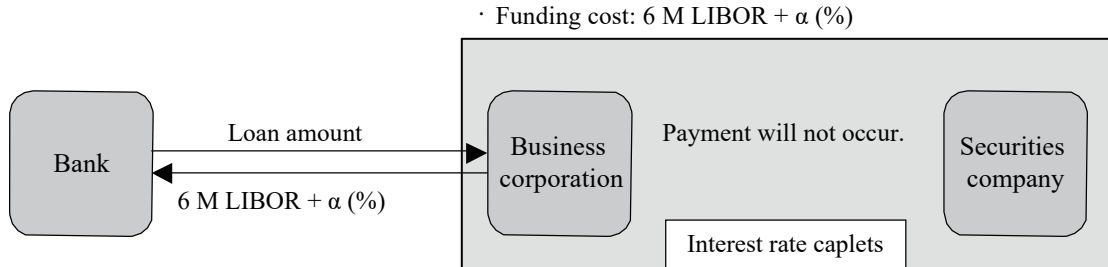 · Funding cost: 6 M LIBOR + α (%)
Bank
Loan amount
6 M LIBOR + α (%)
Business
corporation
Payment will not occur.
Securities
company
Interest rate caplets